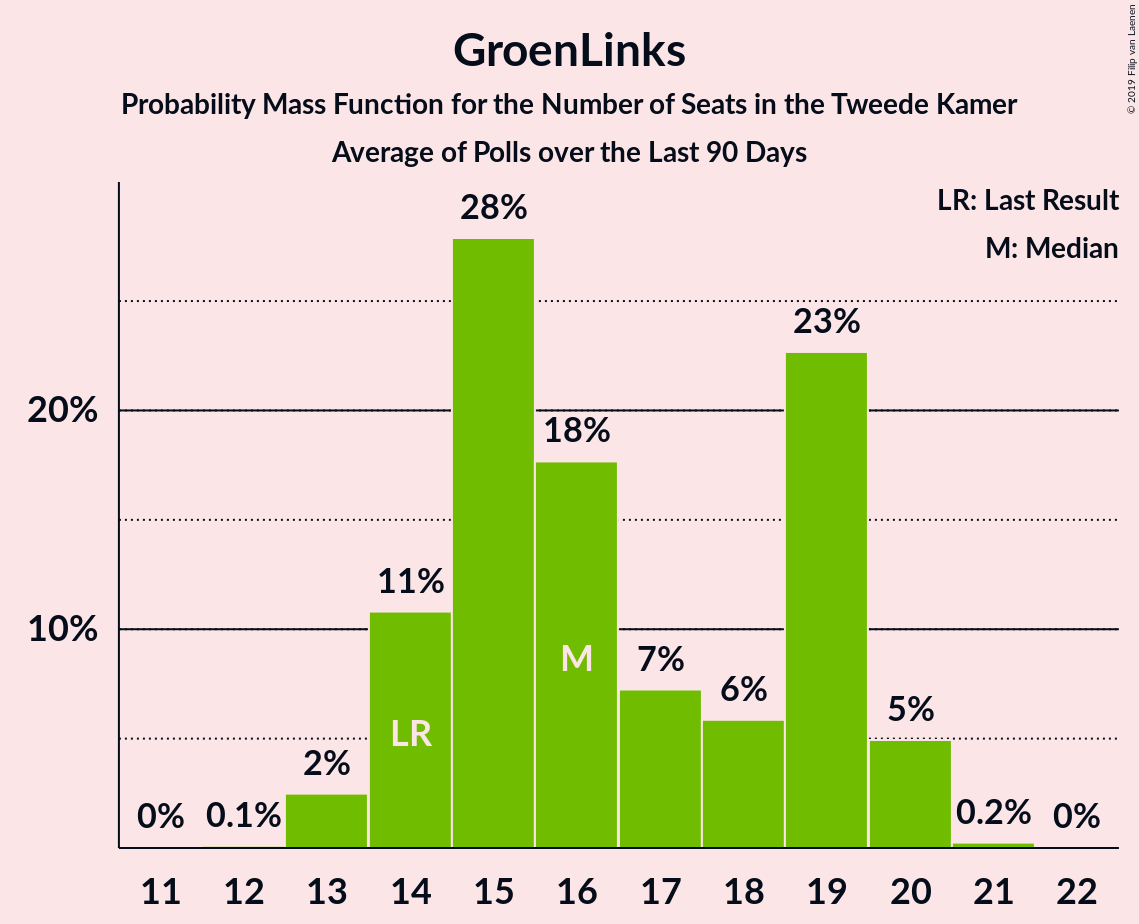 GroenLinks
Probability Mass Function for the Number of Seats in the Tweede Kamer
Average of Polls over the Last 90 Days
© 2019 Filip van Laenen
LR: Last Result
M: Median
28%
23%
20%
18%
11%
10%
M
7%
6%
LR
5%
2%
0%
0.1%
0.2%
0%
11 12 13 14 15 16 17 18 19 20 21 22